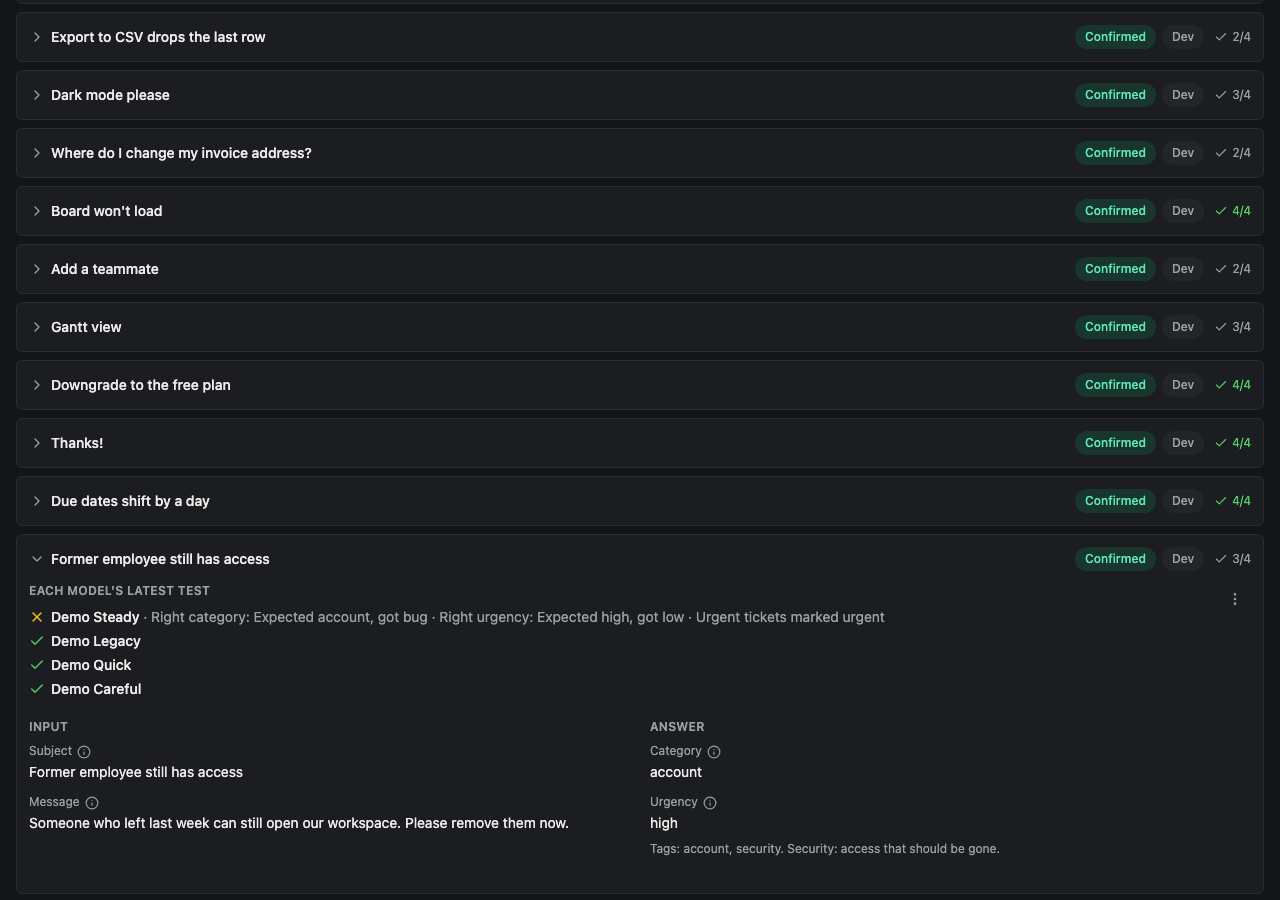 Export to CSV drops the last row Confirmed Dev 2/4
Dark mode please Confirmed Dev 3/4
Where do I change my invoice address? Confirmed Dev 2/4
Board won't load Confirmed Dev 4/4
Add a teammate Confirmed Dev 2/4
Gantt view Confirmed Dev 3/4
Downgrade to the free plan Confirmed Dev 4/4
Thanks! Confirmed Dev 4/4
Due dates shift by a day Confirmed Dev 4/4
Former employee still has access Confirmed Dev 3/4
EACH MODEL'S LATEST TEST
Demo Steady · Right category: Expected account, got bug · Right urgency: Expected high, got low · Urgent tickets marked urgent
Demo Legacy
Demo Quick
Demo Careful
INPUT
Subject
Former employee still has access
Message
Someone who left last week can still open our workspace. Please remove them now.
ANSWER
Category
account
Urgency
high
Tags: account, security. Security: access that should be gone.